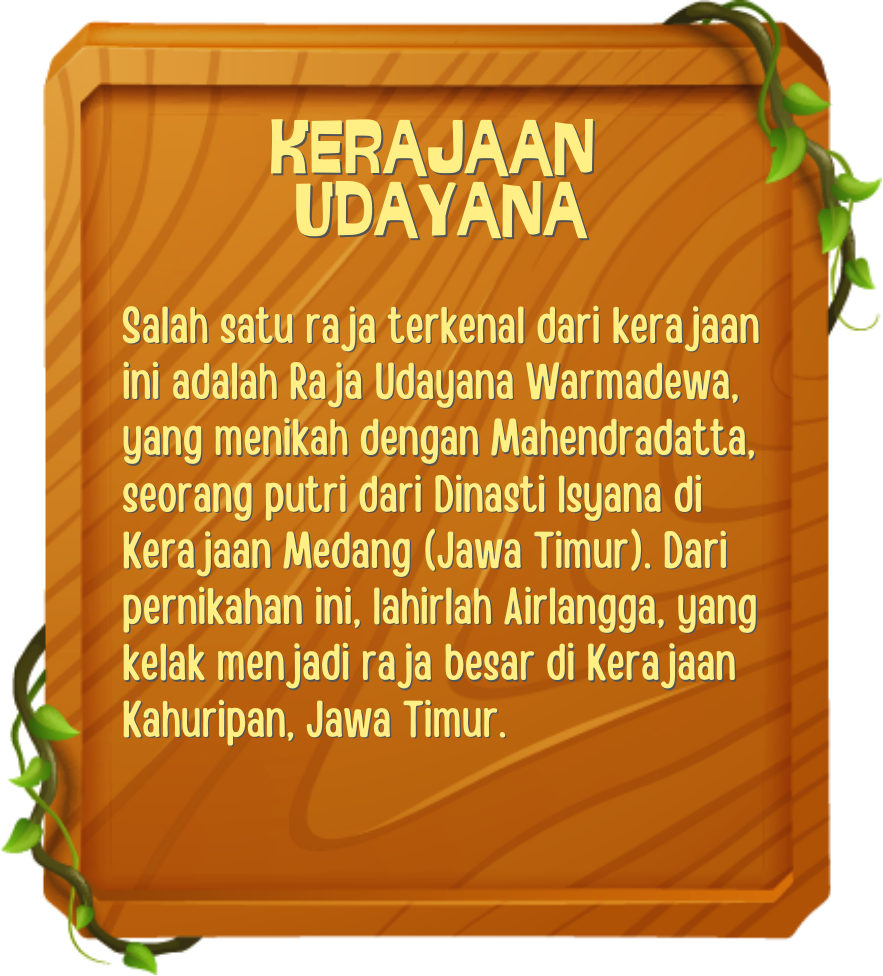 KERAJAAN
UDAYANA
Salah satu raja terkenal dari kerajaan
ini adalah Raja Udayana Warmadewa,
yang menikah dengan Mahendradatta,
seorang putri dari Dinasti Isyana di
Kerajaan Medang (Jawa Timur). Dari
pernikahan ini, lahirlah Airlangga, yang
kelak menjadi raja besar di Kerajaan
Kahuripan, Jawa Timur.